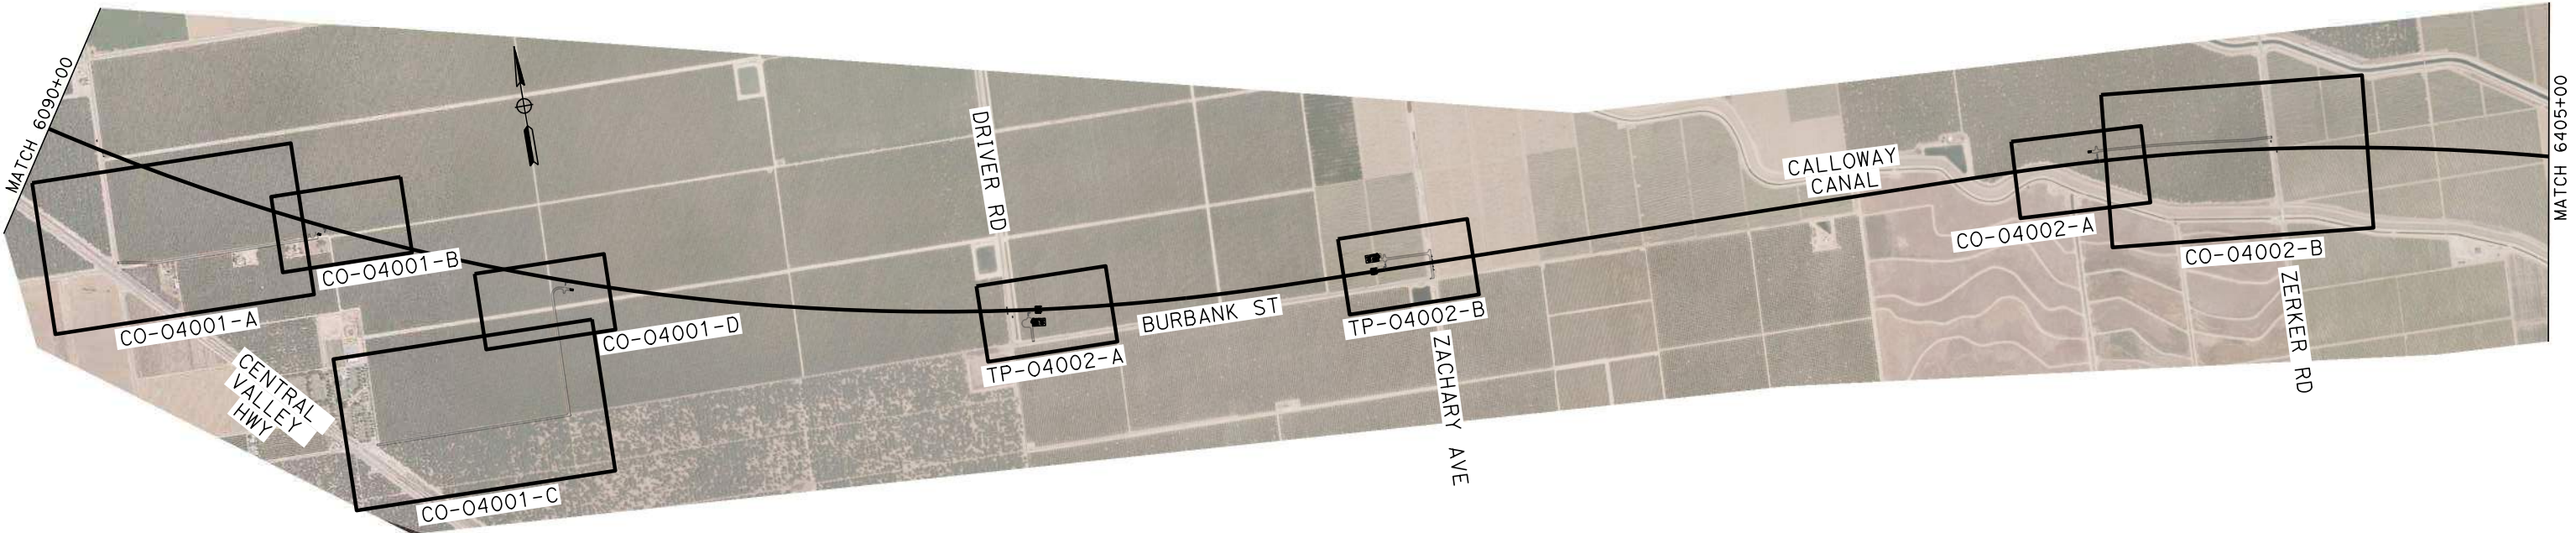 MATCH 6090+00
CO-04001-A
CO-04001-B
CENTRAL
VALLEY
HWY
CO-04001-C
CO-04001-D
DRIVER RD
TP-04002-A
BURBANK ST
TP-04002-B
ZACHARY AVE
CALLOWAY
CANAL
CO-04002-A
CO-04002-B
ZERKER RD
MATCH 6405+00